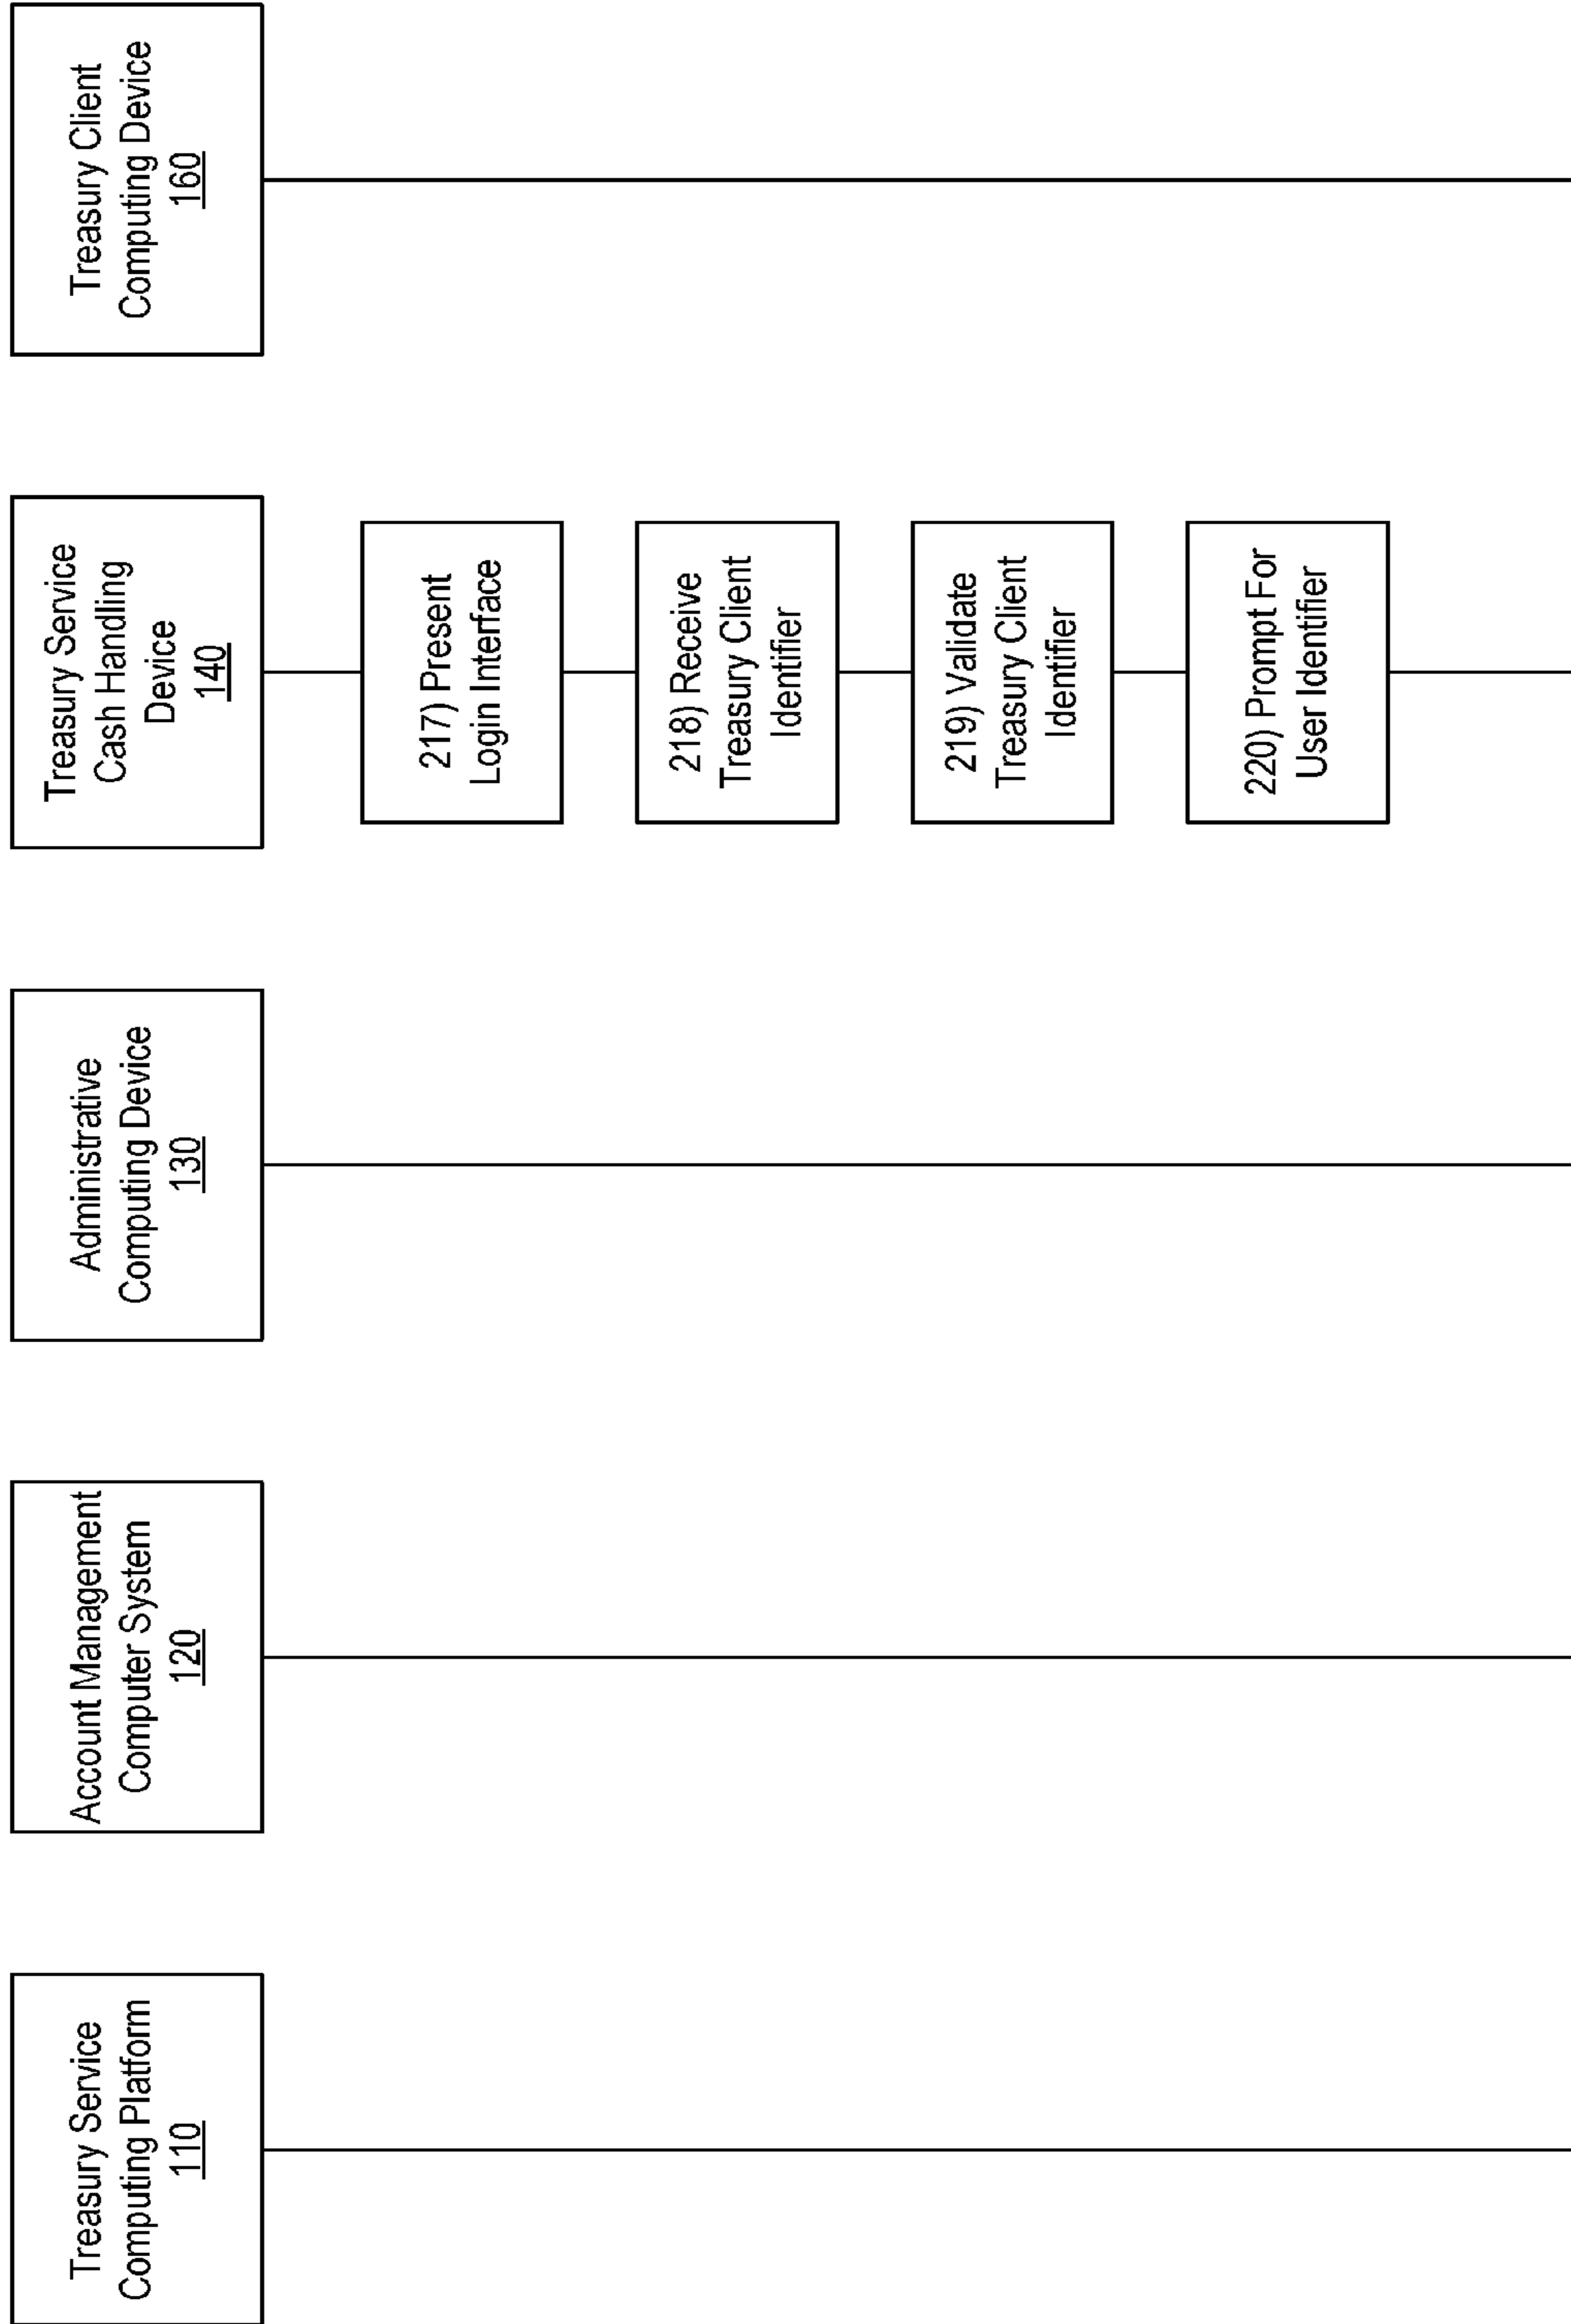 Treasury Service
Computing Platform
110
Account Management
Computer System
120
Administrative
Computing Device
130
Treasury Service
Cash Handling
Device
140
Treasury Client
Computing Device
160
217) Present
Login Interface
218) Receive
Treasury Client
Identifier
219) Validate
Treasury Client
Identifier
220) Prompt For
User Identifier